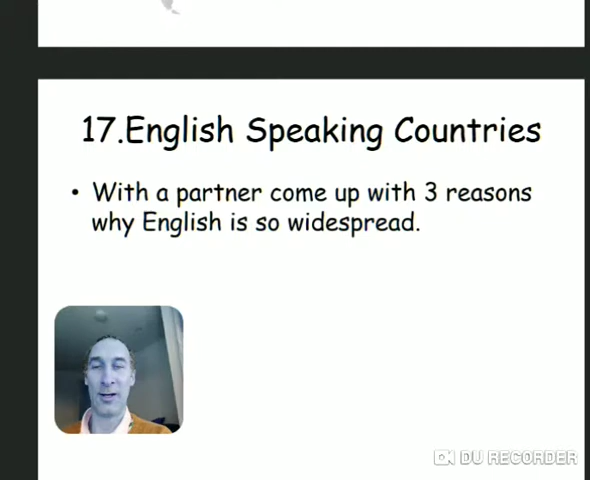 17.English Speaking Countries
• With a partner come up with 3 reasons
why English is so widespread.
DU RECORDER